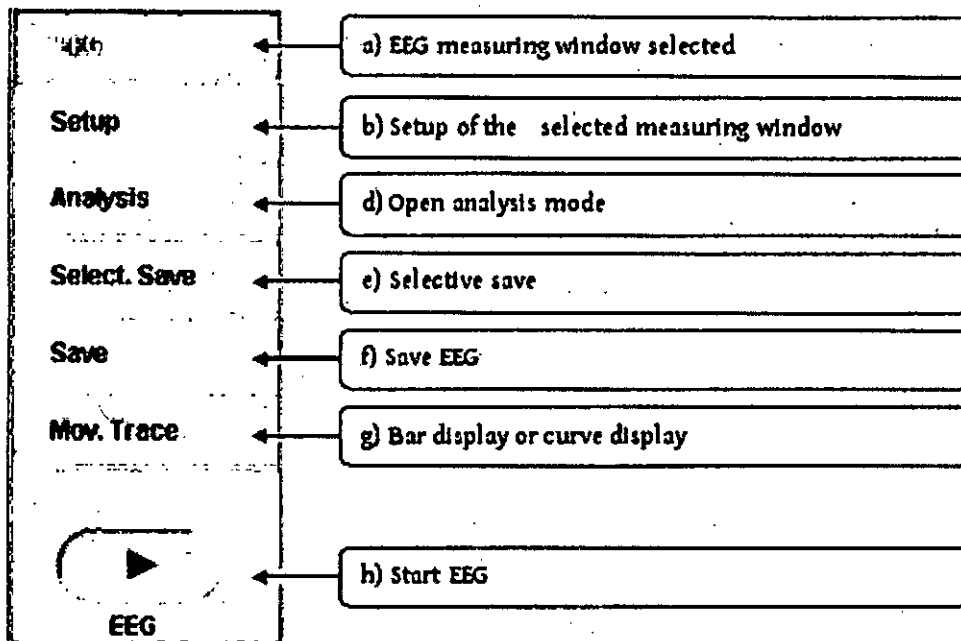 a) EEG measuring window selected
Setup
b) Setup of the selected measuring window
Analysis
d) Open analysis mode
Select. Save
e) Selective save
Save
f) Save EEG
Mov. Trace
g) Bar display or curve display
h) Start EEG
EEG